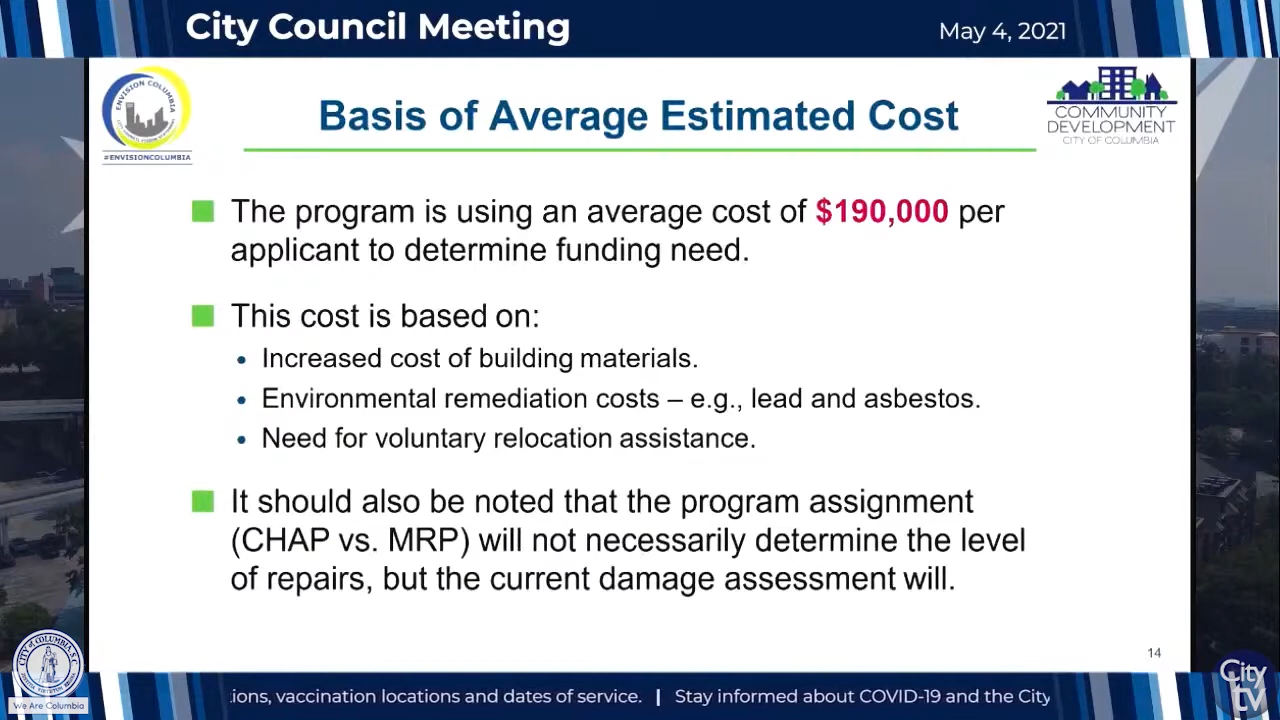 City Council Meeting
May 4, 2021
ENVISION COLUMBIA
#ENVISIONCOLUMBIA
Basis of Average Estimated Cost
COMMUNITY
DEVELOPMENT
CITY OF COLUMBIA
The program is using an average cost of $190,000 per
applicant to determine funding need.
This cost is based on:
• Increased cost of building materials.
• Environmental remediation costs – e.g., lead and asbestos.
• Need for voluntary relocation assistance.
It should also be noted that the program assignment
(CHAP vs. MRP) will not necessarily determine the level
of repairs, but the current damage assessment will.
14
CITY OF COLUMBIA, S.C.
We Are Columbia
ions, vaccination locations and dates of service. | Stay informed about COVID-19 and the City
City
tv